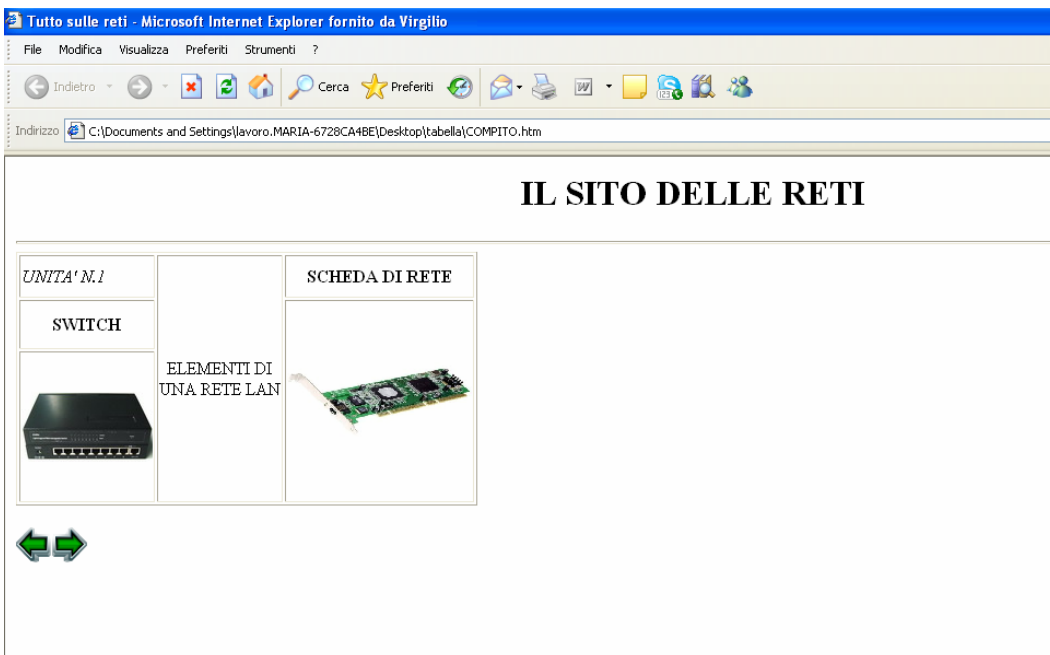 Tutto sulle reti - Microsoft Internet Explorer fornito da Virgilio
File Modifica Visualizza Preferiti Strumenti ?
Indietro Cerca Preferiti
Indirizzo C:\Documents and Settings\lavoro.MARIA-6728CA4BE\Desktop\tabella\COMPITO.htm
IL SITO DELLE RETI
UNITA' N.1
SCHEDA DI RETE
SWITCH
ELEMENTI DI
UNA RETE LAN